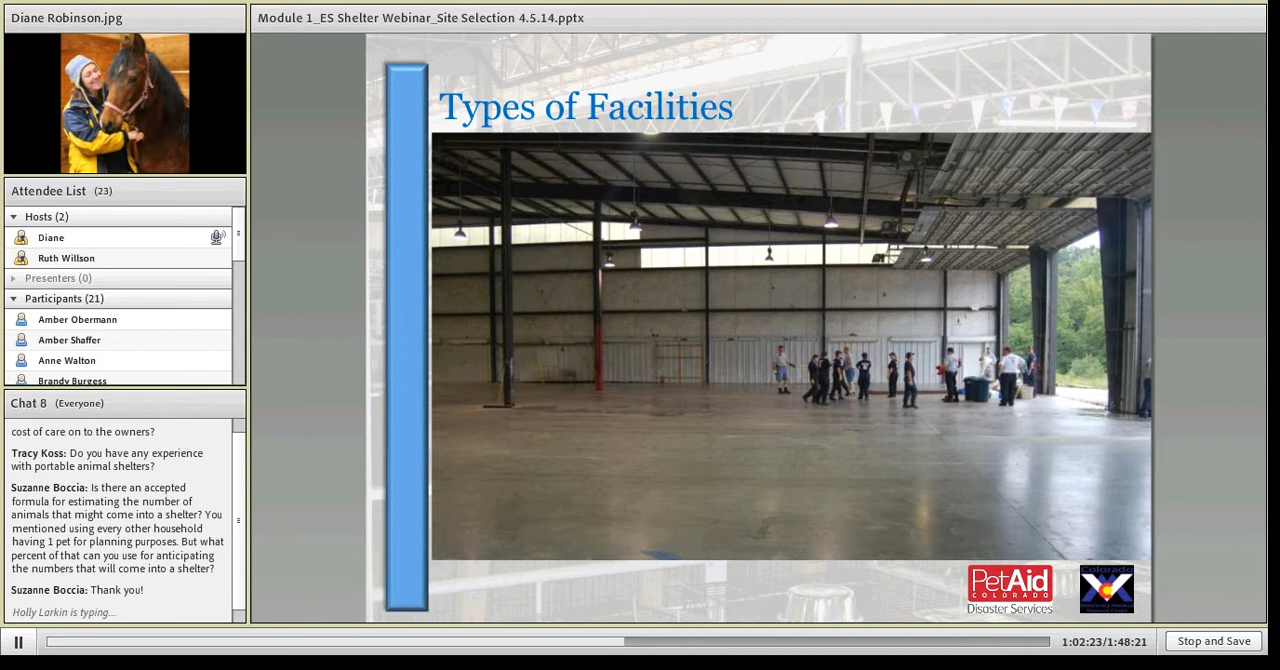 Diane Robinson.jpg
Module 1_ES Shelter Webinar_Site Selection 4.5.14.pptx
Types of Facilities
Attendee List (23)
Hosts (2)
Diane
Ruth Willson
Presenters (0)
Participants (21)
Amber Obermann
Amber Shaffer
Anne Walton
Brandy Burgess
Chat 8 (Everyone)
cost of care on to the owners?
Tracy Koss: Do you have any experience
with portable animal shelters?
Suzanne Boccia: Is there an accepted
formula for estimating the number of
animals that might come into a shelter? You
mentioned using every other household
having 1 pet for planning purposes. But what
percent of that can you use for anticipating
the numbers that will come into a shelter?
Suzanne Boccia: Thank you!
Holly Larkin is typing...
PetAid
COLORADO
Disaster Services
Colorado
1:02:23/1:48:21
Stop and Save